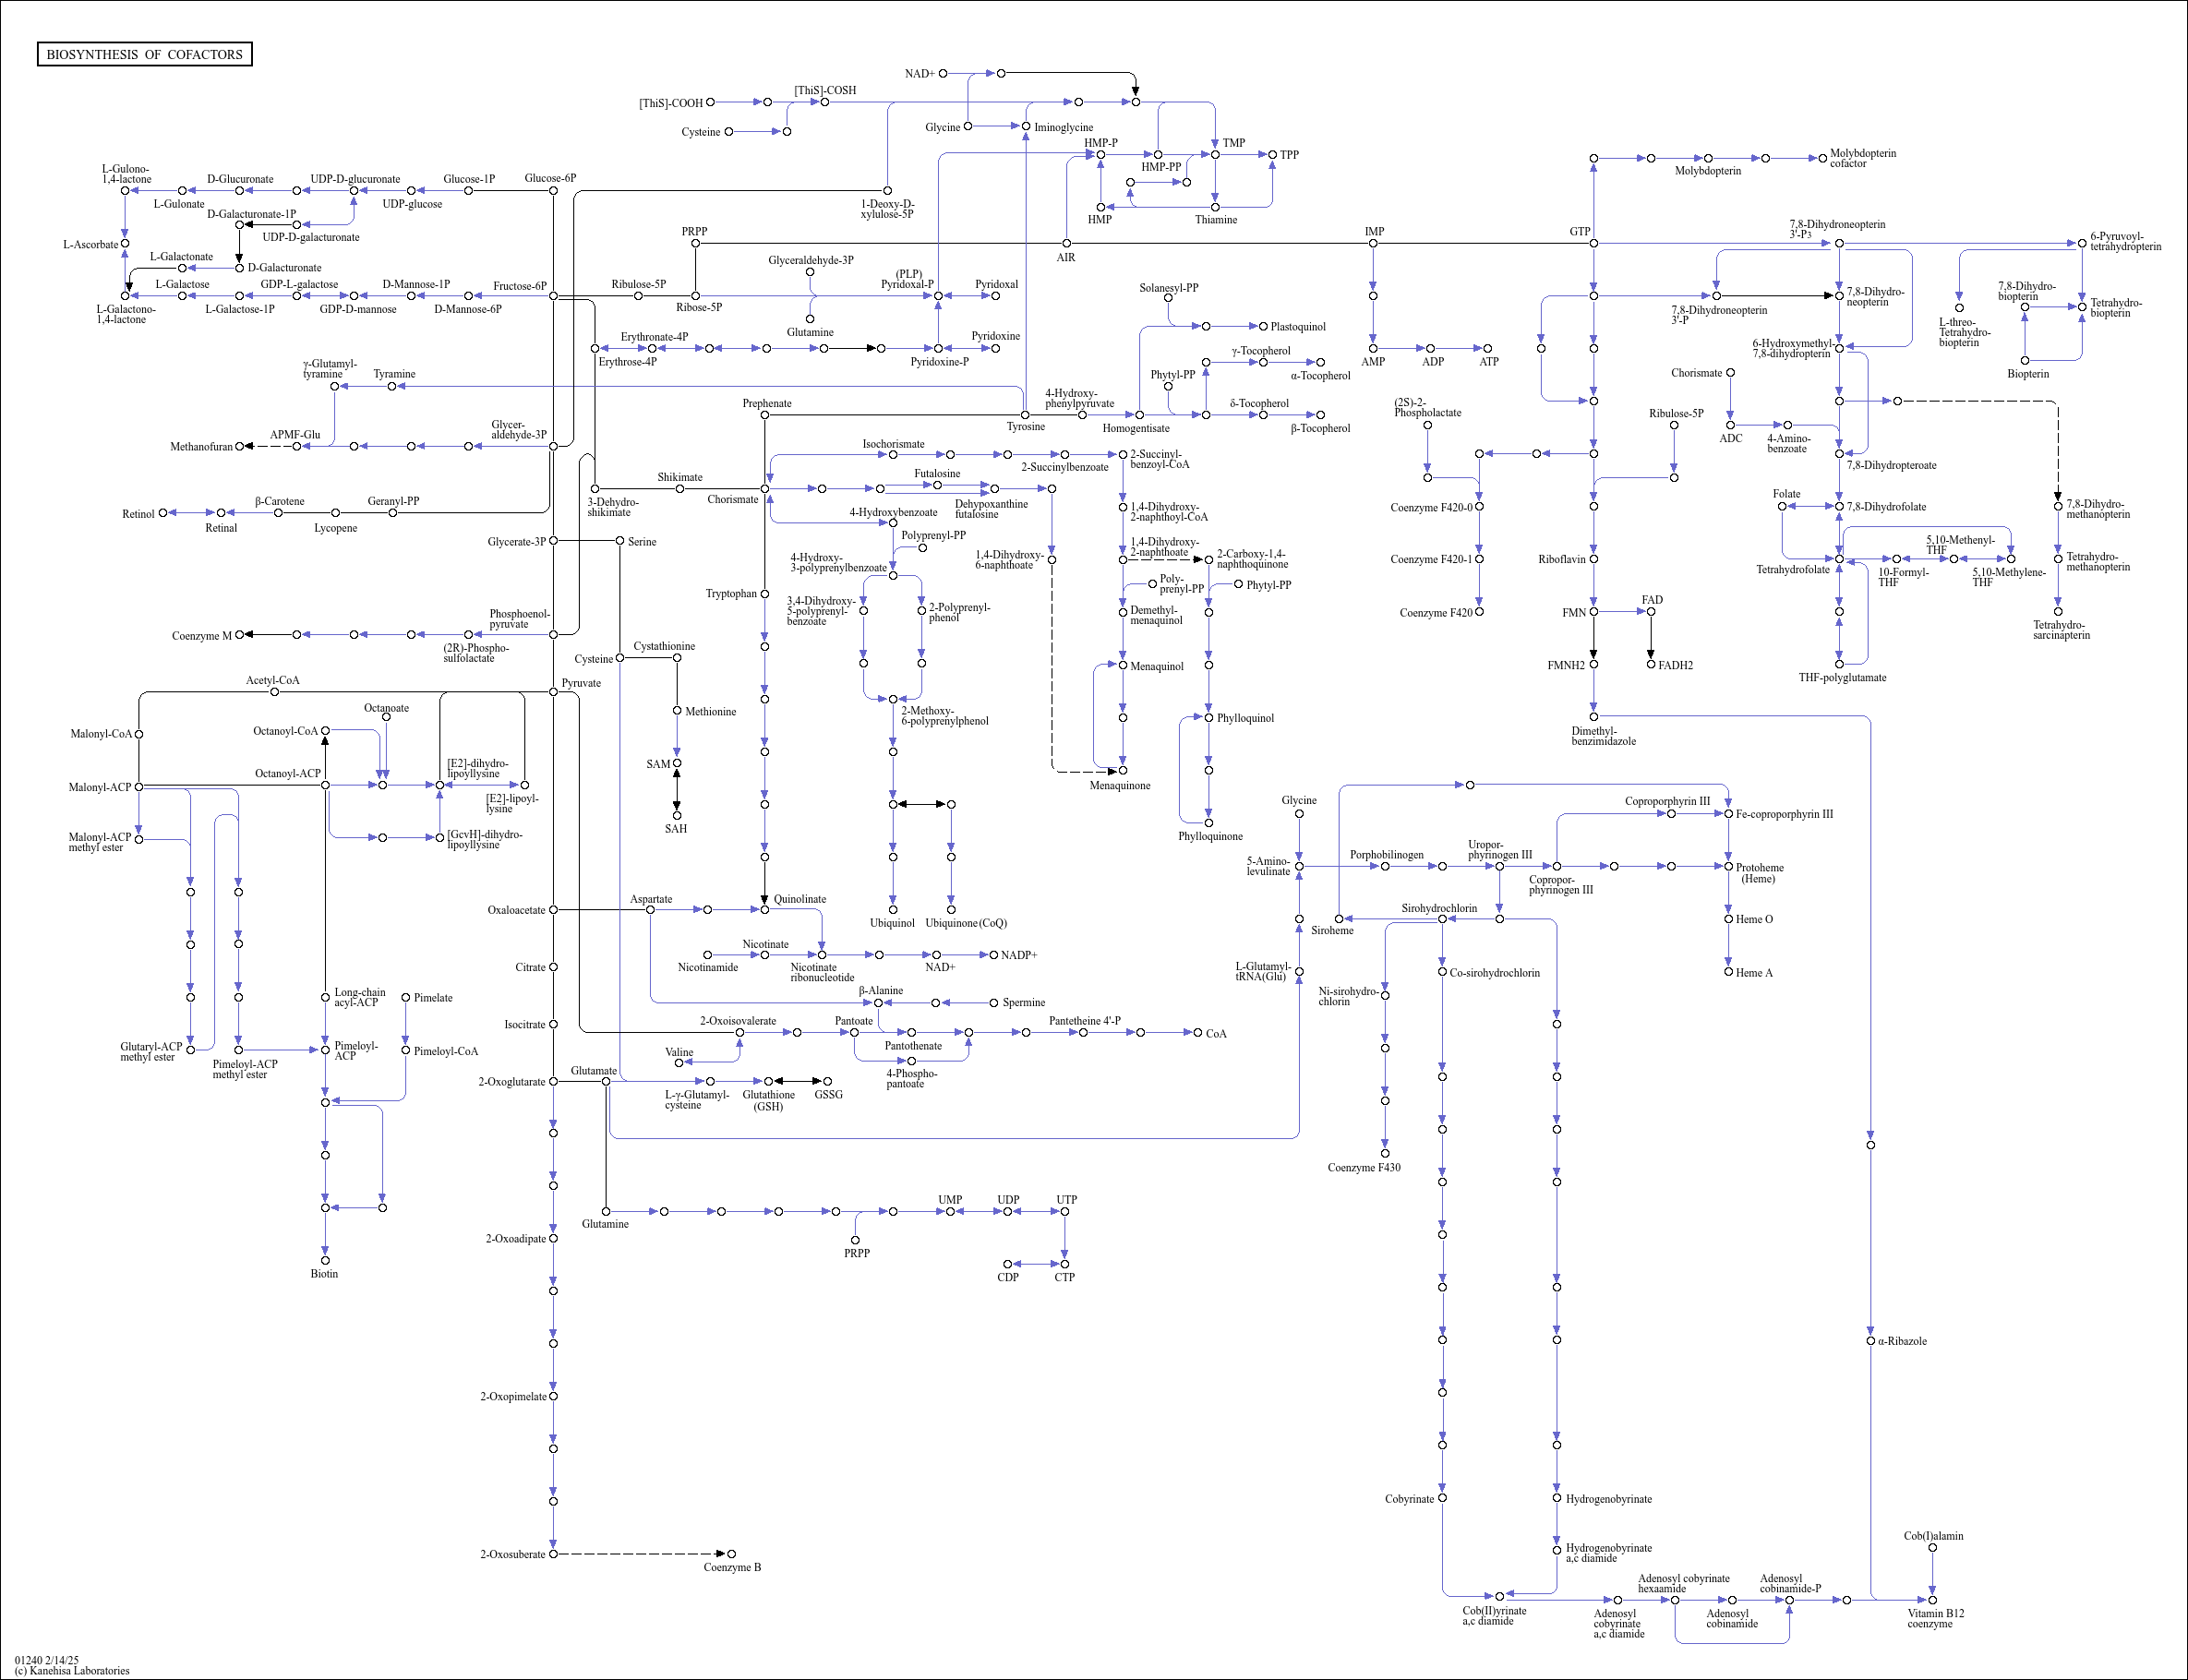 BIOSYNTHESIS OF COFACTORS
NAD+
[ThiS]-COOH
[ThiS]-COSH
Cysteine
Glycine
Iminoglycine
HMP-P
TMP
TPP
HMP-PP
HMP
Thiamine
Molybdopterin
cofactor
Molybdopterin
L-Gulono-
1,4-lactone
D-Glucuronate
UDP-D-glucuronate
Glucose-1P
Glucose-6P
L-Gulonate
UDP-glucose
1-Deoxy-D-
xylulose-5P
D-Galacturonate-1P
UDP-D-galacturonate
L-Ascorbate
L-Galactonate
D-Galacturonate
PRPP
AIR
IMP
GTP
7,8-Dihydroneopterin
3'-P3
6-Pyruvoyl-
tetrahydropterin
L-Galactose
GDP-L-galactose
D-Mannose-1P
Fructose-6P
L-Galactono-
1,4-lactone
L-Galactose-1P
GDP-D-mannose
D-Mannose-6P
Ribulose-5P
Ribose-5P
Glyceraldehyde-3P
Glutamine
(PLP)
Pyridoxal-P
Pyridoxal
Pyridoxine
Pyridoxine-P
Erythronate-4P
Erythrose-4P
Solanesyl-PP
Plastoquinol
γ-Tocopherol
α-Tocopherol
Phytyl-PP
δ-Tocopherol
β-Tocopherol
AMP
ADP
ATP
7,8-Dihydroneopterin
3'-P
7,8-Dihydro-
neopterin
6-Hydroxymethyl-
7,8-dihydropterin
L-threo-
Tetrahydro-
biopterin
7,8-Dihydro-
biopterin
Tetrahydro-
biopterin
Biopterin
γ-Glutamyl-
tyramine
Tyramine
Prephenate
Tyrosine
4-Hydroxy-
phenylpyruvate
Homogentisate
Methanofuran
APMF-Glu
Glycer-
aldehyde-3P
(2S)-2-
Phospholactate
Ribulose-5P
Chorismate
ADC
4-Amino-
benzoate
7,8-Dihydropteroate
Isochorismate
2-Succinylbenzoate
2-Succinyl-
benzoyl-CoA
Shikimate
3-Dehydro-
shikimate
Chorismate
Futalosine
Dehypoxanthine
futalosine
Retinol
Retinal
β-Carotene
Lycopene
Geranyl-PP
1,4-Dihydroxy-
2-naphthoyl-CoA
Coenzyme F420-0
Folate
7,8-Dihydrofolate
7,8-Dihydro-
methanopterin
4-Hydroxybenzoate
Polyprenyl-PP
Glycerate-3P
Serine
4-Hydroxy-
3-polyprenylbenzoate
1,4-Dihydroxy-
6-naphthoate
1,4-Dihydroxy-
2-naphthoate
2-Carboxy-1,4-
naphthoquinone
Coenzyme F420-1
Riboflavin
Tetrahydrofolate
10-Formyl-
THF
5,10-Methenyl-
THF
5,10-Methylene-
THF
Tetrahydro-
methanopterin
Tryptophan
3,4-Dihydroxy-
5-polyprenyl-
benzoate
2-Polyprenyl-
phenol
Poly-
prenyl-PP
Phytyl-PP
Demethyl-
menaquinol
Coenzyme F420
FMN
FAD
Tetrahydro-
sarcinapterin
Coenzyme M
(2R)-Phospho-
sulfolactate
Phosphoenol-
pyruvate
Cysteine
Cystathionine
Menaquinol
FMNH2
FADH2
THF-polyglutamate
Acetyl-CoA
Pyruvate
Methionine
2-Methoxy-
6-polyprenylphenol
Phylloquinol
Dimethyl-
benzimidazole
Malonyl-CoA
Octanoate
Octanoyl-CoA
Octanoyl-ACP
[E2]-dihydro-
lipoyllysine
[E2]-lipoyl-
lysine
SAM
SAH
Menaquinone
Malonyl-ACP
Malonyl-ACP
methyl ester
[GcvH]-dihydro-
lipoyllysine
Phylloquinone
Glycine
Coproporphyrin III
Fe-coproporphyrin III
5-Amino-
levulinate
Porphobilinogen
Uropor-
phyrinogen III
Copropor-
phyrinogen III
Protoheme
(Heme)
Oxaloacetate
Aspartate
Quinolinate
Ubiquinol
Ubiquinone(CoQ)
Siroheme
Sirohydrochlorin
Heme O
Nicotinamide
Nicotinate
Nicotinate
ribonucleotide
NAD+
NADP+
Citrate
L-Glutamyl-
tRNA(Glu)
Co-sirohydrochlorin
Heme A
Long-chain
acyl-ACP
Pimelate
β-Alanine
Spermine
Ni-sirohydro-
chlorin
Isocitrate
2-Oxoisovalerate
Pantoate
Pantothenate
Pantetheine 4'-P
CoA
Glutaryl-ACP
methyl ester
Pimeloyl-ACP
methyl ester
Pimeloyl-
ACP
Pimeloyl-CoA
Valine
4-Phospho-
pantoate
2-Oxoglutarate
Glutamate
L-γ-Glutamyl-
cysteine
Glutathione
(GSH)
GSSG
Coenzyme F430
Glutamine
PRPP
UMP
UDP
UTP
CDP
CTP
2-Oxoadipate
Biotin
α-Ribazole
2-Oxopimelate
Cobyrinate
Hydrogenobyrinate
2-Oxosuberate
Coenzyme B
Hydrogenobyrinate
a,c diamide
Cob(I)alamin
Cob(II)yrinate
a,c diamide
Adenosyl
cobyrinate
a,c diamide
Adenosyl cobyrinate
hexaamide
Adenosyl
cobinamide
Adenosyl
cobinamide-P
Vitamin B12
coenzyme
01240 2/14/25
(c) Kanehisa Laboratories